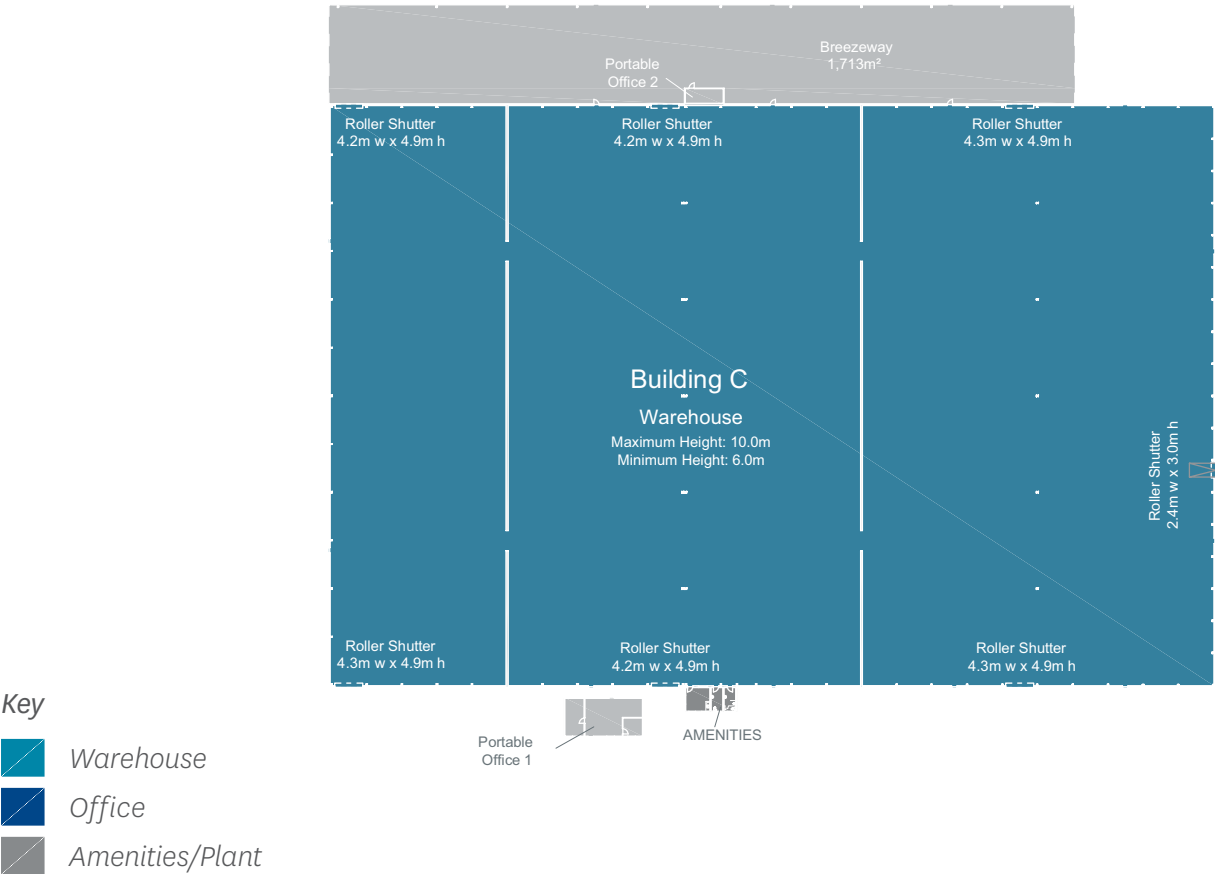 Breezeway
1,713m²
Portable
Office 2
Roller Shutter
4.2m w x 4.9m h
Roller Shutter
4.2m w x 4.9m h
Roller Shutter
4.3m w x 4.9m h
Building C
Warehouse
Maximum Height: 10.0m
Minimum Height: 6.0m
Roller Shutter
2.4m w x 3.0m h
Roller Shutter
4.3m w x 4.9m h
Roller Shutter
4.2m w x 4.9m h
Roller Shutter
4.3m w x 4.9m h
Portable
Office 1
AMENITIES
Key
Warehouse
Office
Amenities/Plant